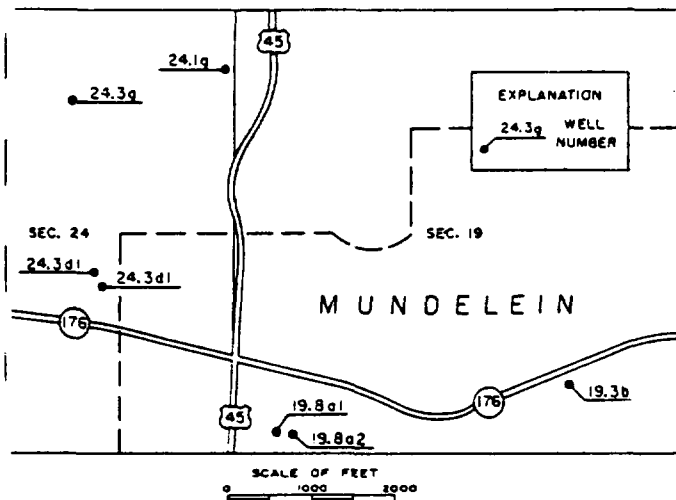 45
24.1g
24.3g
EXPLANATION
24.3g WELL
NUMBER
SEC. 24
SEC. 19
24.3d1
24.3d1
MUNDELEIN
176
176
19.3b
45
19.8a1
19.8a2
SCALE OF FEET
0 1000 2000